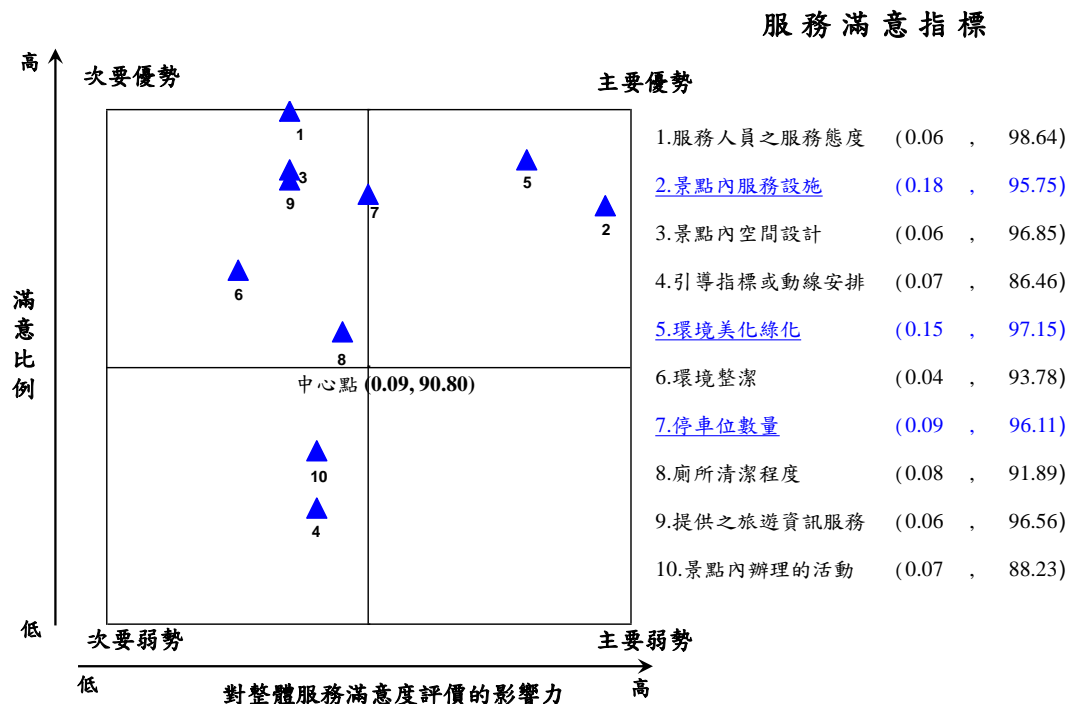 服務滿意指標
高
次要優勢
主要優勢
1
3
9
7
5
2
6
8
滿意比例
中心點 (0.09, 90.80)
10
4
低
次要弱勢
主要弱勢
低
對整體服務滿意度評價的影響力
高
1.服務人員之服務態度 (0.06 , 98.64)
2.景點內服務設施 (0.18 , 95.75)
3.景點內空間設計 (0.06 , 96.85)
4.引導指標或動線安排 (0.07 , 86.46)
5.環境美化綠化 (0.15 , 97.15)
6.環境整潔 (0.04 , 93.78)
7.停車位數量 (0.09 , 96.11)
8.廁所清潔程度 (0.08 , 91.89)
9.提供之旅遊資訊服務 (0.06 , 96.56)
10.景點內辦理的活動 (0.07 , 88.23)